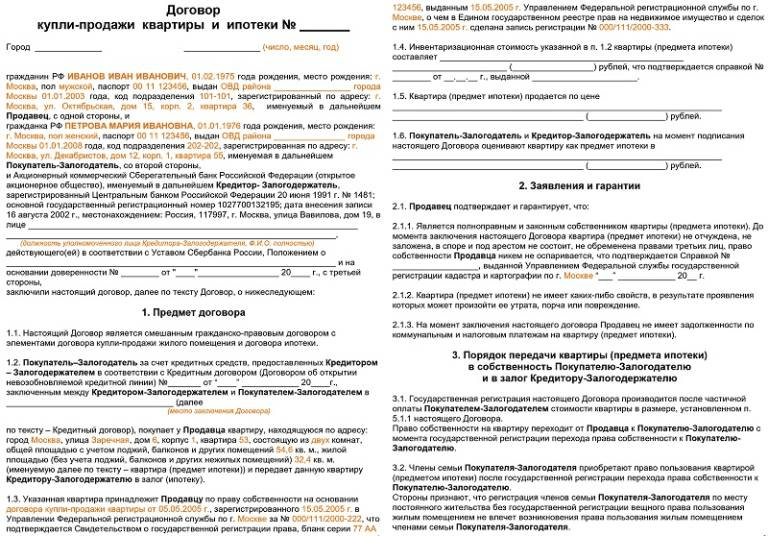 Договор
купли-продажи квартиры и ипотеки № _______
Город _____________ _______________ (число, месяц, год)
гражданин РФ ИВАНОВ ИВАН ИВАНОВИЧ, 01.02.1975 года рождения, место рождения: г.
Москва, пол мужской, паспорт 00 11 123456, выдан ОВД района ____________ города
Москвы 01.01.2003 года, код подразделения 101-101, зарегистрированный по адресу: г.
Москва, ул. Октябрьская, дом 15, корп. 2, квартира 36, именуемый в дальнейшем
Продавец, с одной стороны, и
гражданка РФ ПЕТРОВА МАРИЯ ИВАНОВНА, 01.01.1976 года рождения, место рождения:
г. Москва, пол женский, паспорт 00 11 123456, выдан ОВД района ____________ города
Москвы 01.01.2008 года, код подразделения 202-202, зарегистрированная по адресу: г.
Москва, ул. Декабристов, дом 12, корп. 1, квартира 55, именуемая в дальнейшем
Покупатель-Залогодатель, со второй стороны,
и Акционерный коммерческий Сберегательный банк Российской Федерации (открытое
акционерное общество), именуемый в дальнейшем Кредитор- Залогодержатель,
зарегистрированный Центральным банком Российской Федерации 20 июня 1991 г. № 1481;
основной государственный регистрационный номер 1027700132195; дата внесения записи
16 августа 2002 г., местонахождение: Россия, 117997, г. Москва, улица Вавилова, дом 19, в
лице ____________________________________________
____________________________________________,
(должность уполномоченного лица Кредитора-Залогодержателя, Ф.И.О. полностью)
действующего(ей) в соответствии с Уставом Сбербанка России, Положением о
____________________________________________ и на
основании доверенности № _______ от "____"____________ 20____ г., с третьей
стороны,
заключили настоящий договор, далее по тексту Договор, о нижеследующем:
1. Предмет договора
1.1. Настоящий Договор является смешанным гражданско-правовым договором с
элементами договора купли-продажи жилого помещения и договора ипотеки.
1.2. Покупатель–Залогодатель за счет кредитных средств, предоставленных Кредитором
– Залогодержателем в соответствии с Кредитным договором (Договором об открытии
невозобновляемой кредитной линии) №_______ от "____" ____________ 20____г.,
заключенным между Кредитором-Залогодержателем и Покупателем-Залогодателем в
______________________________ (далее
(место заключения Договора)
по тексту – Кредитный договор), покупает у Продавца квартиру, находящуюся по адресу:
город Москва, улица Заречная, дом 6, корпус 1, квартира 53, состоящую из двух комнат,
общей площадью с учетом лоджий, балконов и других помещений 54,6 кв. м., жилой
площадью (без учета лоджий, балконов и других нежилых помещений) 32,4 кв. м.
(именуемую далее по тексту – квартира (предмет ипотеки)) и передает данную квартиру
Кредитору-Залогодержателю в залог (ипотеку).
1.3. Указанная квартира принадлежит Продавцу по праву собственности на основании
договора купли-продажи квартиры от 05.05.2005 г., зарегистрированного 15.05.2005 г. в
Управлении Федеральной регистрационной службы по г. Москве за № 000/111/2000-222, что
подтверждается Свидетельством о государственной регистрации права, бланк серии 77 АА
123456, выданным 15.05.2005 г. Управлением Федеральной регистрационной службы по г.
Москве, о чем в Едином государственном реестре прав на недвижимое имущество и сделок
с ним 15.05.2005 г. сделана запись регистрации № 000/111/2000-333.
1.4. Инвентаризационная стоимость указанной в п. 1.2 квартиры (предмета ипотеки)
составляет ______________________________
______________ (______________) рублей, что подтверждается справкой №
_______ от __.__.__ г., выданной ______________.
1.5. Квартира (предмет ипотеки) продается по цене ______________
______________________________ (______________) рублей.
1.6. Покупатель-Залогодатель и Кредитор-Залогодержатель на момент подписания
настоящего Договора оценивают квартиру как предмет ипотеки в ______________
______________________________ (______________) рублей.
2. Заявления и гарантии
2.1. Продавец подтверждает и гарантирует, что:
2.1.1. Является полноправным и законным собственником квартиры (предмета ипотеки). До
момента заключения настоящего Договора квартира (предмет ипотеки) не отчуждена, не
заложена, в споре и под арестом не состоит, не обременена правами третьих лиц, право
собственности Продавца никем не оспаривается, что подтверждается Справкой №
______________, выданной Управлением Федеральной службы государственной
регистрации кадастра и картографии по г. Москве "___" ____________ 20__ г.
2.1.2. Квартира (предмет ипотеки) не имеет каких-либо свойств, в результате проявления
которых может произойти ее утрата, порча или повреждение.
2.1.3. На момент заключения настоящего договора Продавец не имеет задолженности по
коммунальным и налоговым платежам на квартиру (предмет ипотеки).
3. Порядок передачи квартиры (предмета ипотеки)
в собственность Покупателю-Залогодателю
и в залог Кредитору-Залогодержателю
3.1. Государственная регистрация настоящего Договора производится после частичной
оплаты Покупателем-Залогодателем стоимости квартиры в размере, установленном п.
5.1.1 настоящего Договора.
Право собственности на квартиру переходит от Продавца к Покупателю-Залогодателю с
момента государственной регистрации перехода права собственности к Покупателю-
Залогодателю.
3.2. Члены семьи Покупателя-Залогодателя приобретают право пользования квартирой
(предметом ипотеки) после государственной регистрации перехода права собственности к
Покупателю-Залогодателю.
Стороны признают, что регистрация членов семьи Покупателя-Залогодателя по месту
постоянного жительства без государственной регистрации вещного права пользования
жилым помещением не влечет возникновения права пользования жилым помещением
членами семьи Покупателя-Залогодателя.